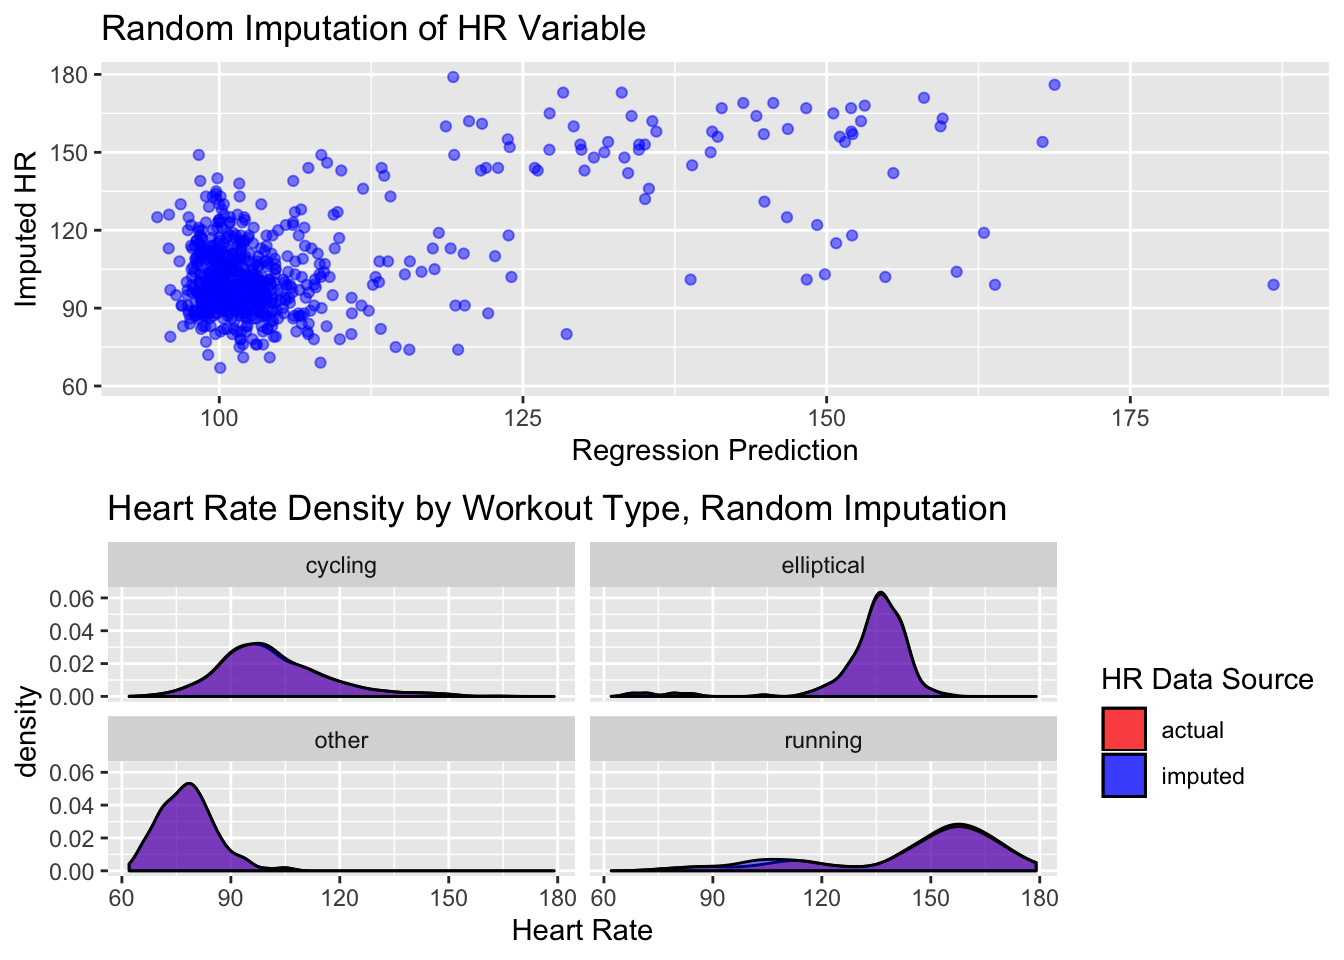 Random Imputation of HR Variable
180
150
120
90
60
Imputed HR
100 125 150 175
Regression Prediction
Heart Rate Density by Workout Type, Random Imputation
cycling elliptical
0.06
0.04
0.02
0.00
other running
0.06
0.04
0.02
0.00
density
60 90 120 150 180 60 90 120 150 180
Heart Rate
HR Data Source
actual
imputed